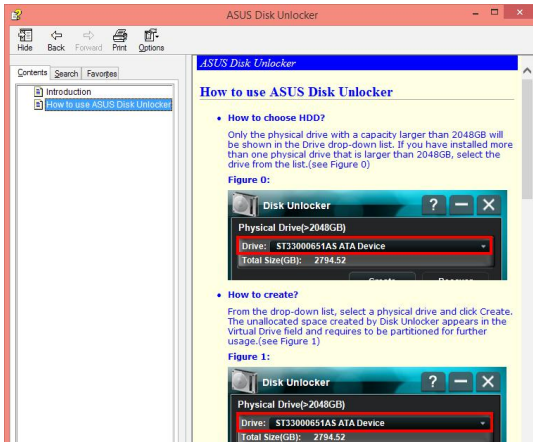 ASUS Disk Unlocker
Hide Back Forward Print Options
Contents Search Favorites
Introduction
How to use ASUS Disk Unlocker
ASUS Disk Unlocker
How to use ASUS Disk Unlocker
• How to choose HDD?
Only the physical drive with a capacity larger than 2048GB will
be shown in the Drive drop-down list. If you have installed more
than one physical drive that is larger than 2048GB, select the
drive from the list.(see Figure 0)
Figure 0:
Disk Unlocker
Physical Drive(>2048GB)
Drive: ST33000651AS ATA Device
Total Size(GB): 2794.52
• How to create?
From the drop-down list, select a physical drive and click Create.
The unallocated space created by Disk Unlocker appears in the
Virtual Drive field and requires to be partitioned for further
usage.(see Figure 1)
Figure 1:
Disk Unlocker
Physical Drive(>2048GB)
Drive: ST33000651AS ATA Device
Total Size(GB): 2794.52